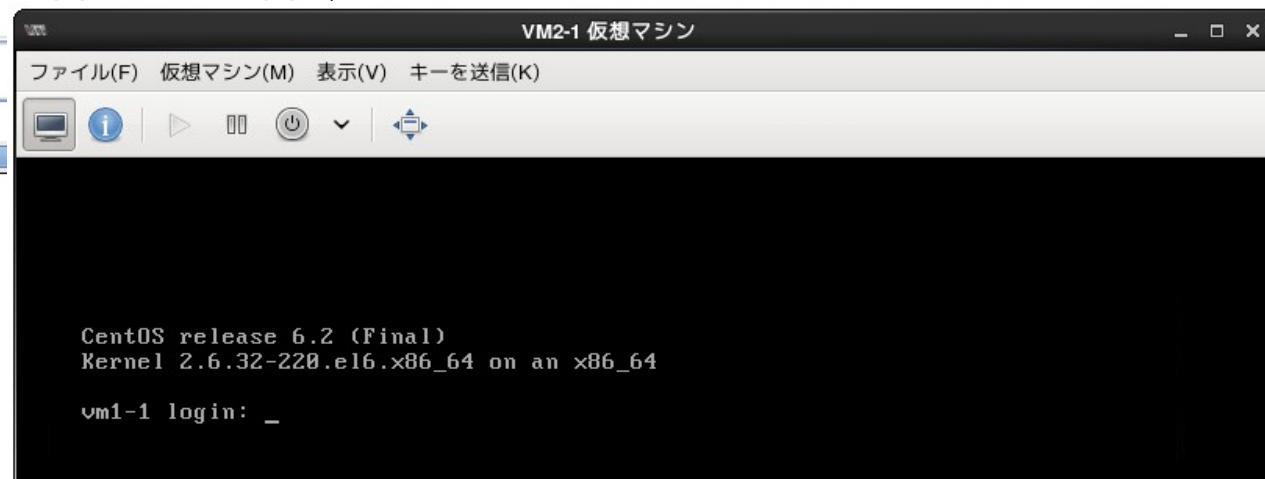 VM2-1 仮想マシン
ファイル(F) 仮想マシン(M) 表示(V) キーを送信(K)
CentOS release 6.2 (Final)
Kernel 2.6.32-220.el6.x86_64 on an x86_64
vm1-1 login: _